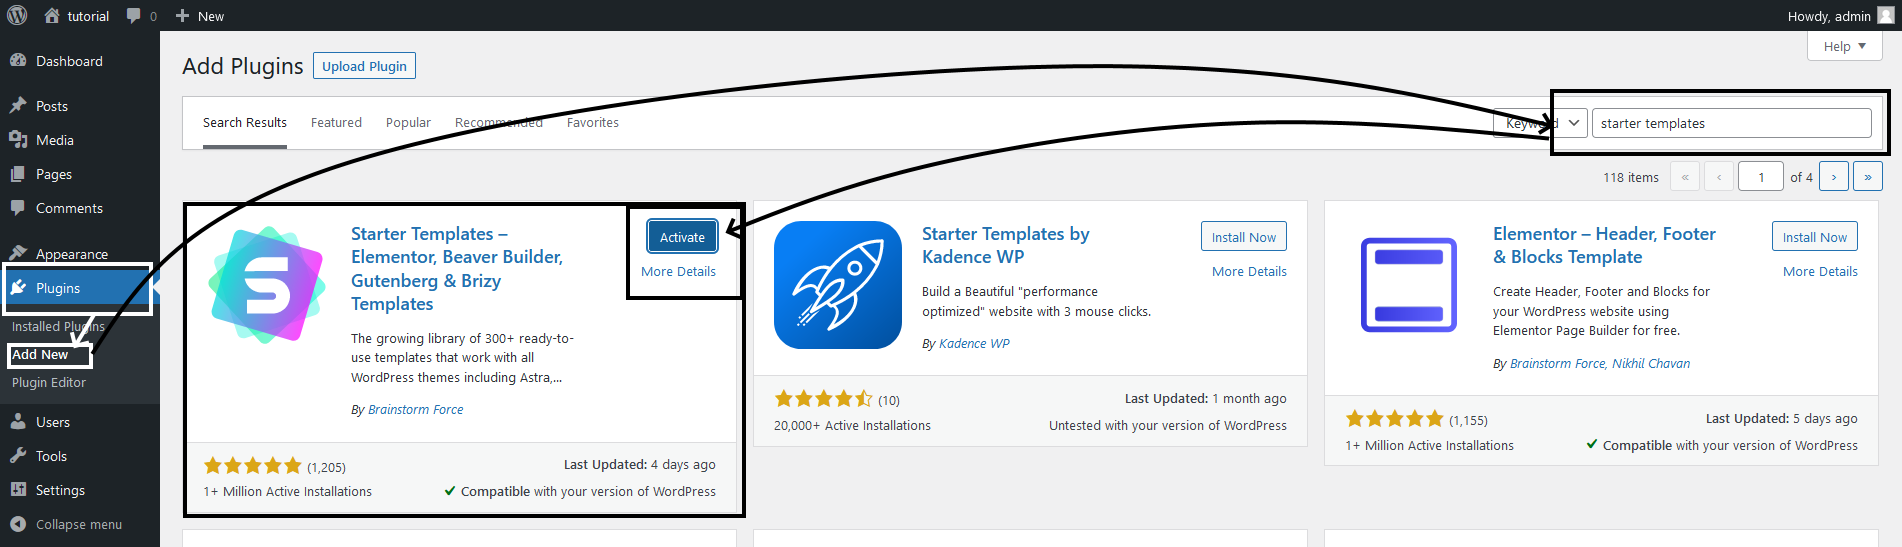 tutorial
0
New
Howdy, admin
Dashboard
Posts
Media
Pages
Comments
Appearance
Plugins
Installed Plugins
Add New
Plugin Editor
Users
Tools
Settings
Collapse menu
Help
Add Plugins
Upload Plugin
Search Results
Featured
Popular
Recommended
Favorites
Keyword
starter templates
118 items
«
‹
1
of 4
›
»
Starter Templates –
Elementor, Beaver Builder,
Gutenberg & Brizy
Templates
Activate
More Details
The growing library of 300+ ready-to-
use templates that work with all
WordPress themes including Astra,...
By Brainstorm Force
(1,205)
Last Updated: 4 days ago
1+ Million Active Installations
Compatible with your version of WordPress
Starter Templates by
Kadence WP
Install Now
More Details
Build a Beautiful "performance
optimized" website with 3 mouse clicks.
By Kadence WP
(10)
Last Updated: 1 month ago
20,000+ Active Installations
Untested with your version of WordPress
Elementor – Header, Footer
& Blocks Template
Install Now
More Details
Create Header, Footer and Blocks for
your WordPress website using
Elementor Page Builder for free.
By Brainstorm Force, Nikhil Chavan
(1,155)
Last Updated: 5 days ago
1+ Million Active Installations
Compatible with your version of WordPress